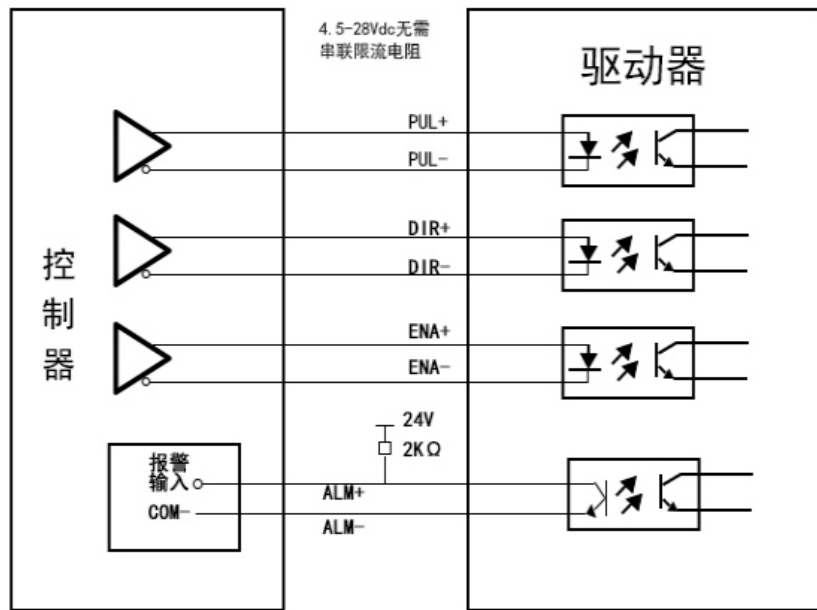 4.5-28Vdc无需
串联限流电阻
驱动器
控制器
PUL+
PUL-
DIR+
DIR-
ENA+
ENA-
24V
2KΩ
报警
输入
COM-
ALM+
ALM-